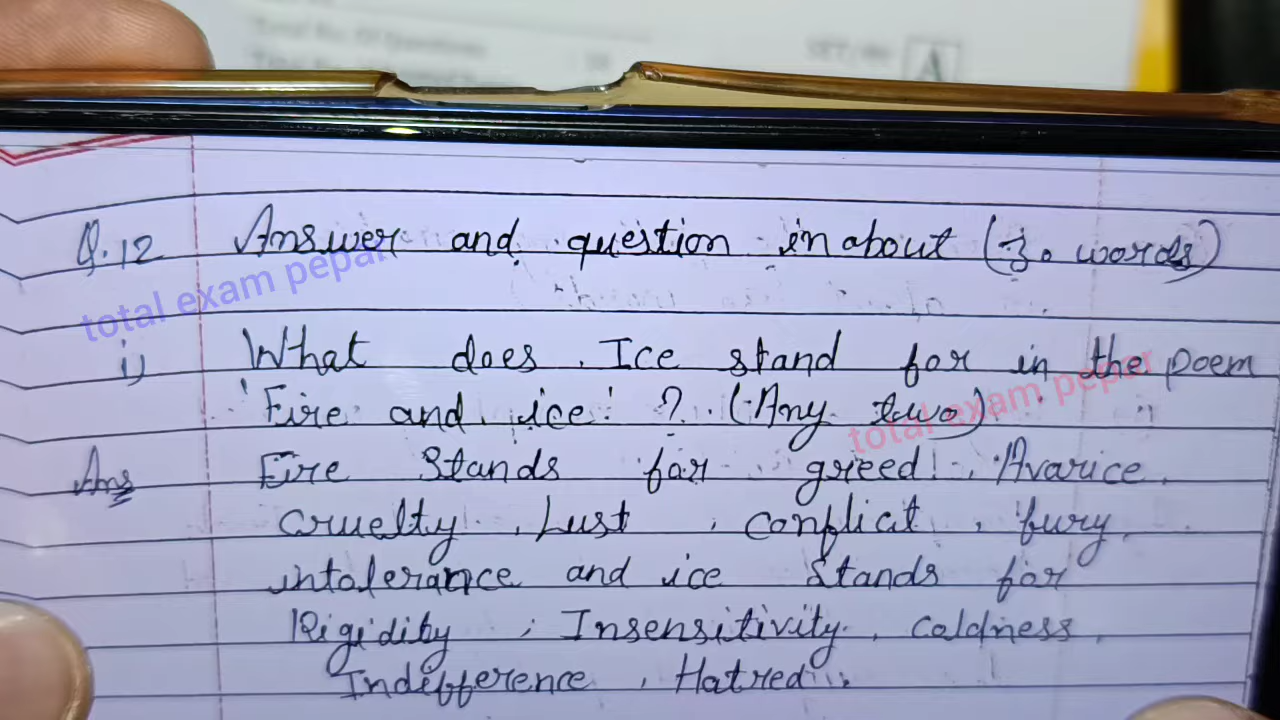 A
Q.12 Answer and question in about (30 words)
total exam pepar
i) What does Ice stand for in the poem
'Fire and ice' ? (Any two)
total exam pepar
Ans Fire Stands for greed, Avarice,
cruelty, Lust, conflict, fury,
intolerance and ice stands for
Rigidity, Insensitivity, coldness,
Indifference, Hatred.